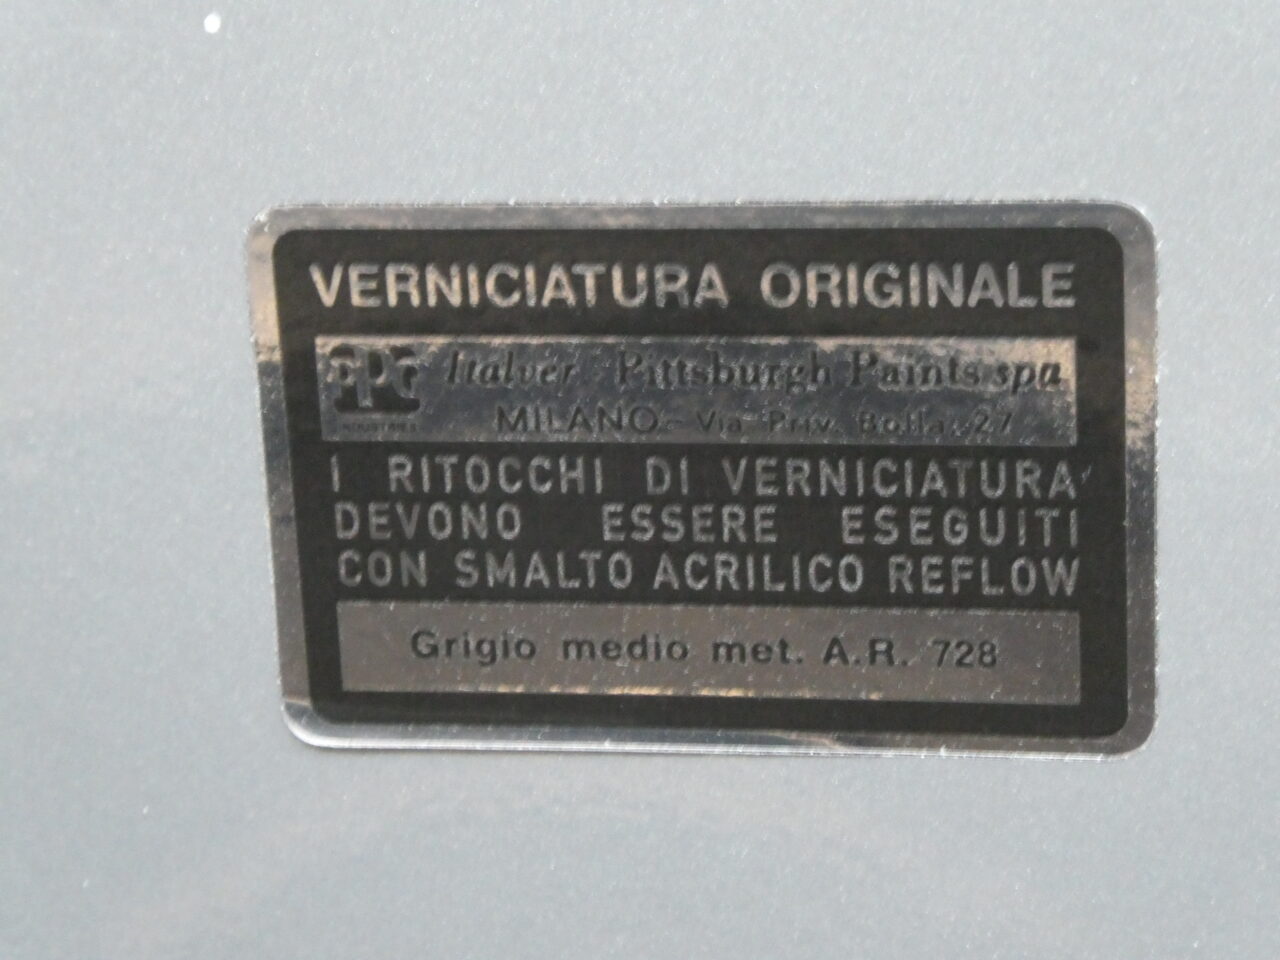 VERNICIATURA ORIGINALE
PPG Italver Pittsburgh Paints spa
INDUSTRIES MILANO - Via Priv. Bolla, 27
I RITOCCHI DI VERNICIATURA
DEVONO ESSERE ESEGUITI
CON SMALTO ACRILICO REFLOW
Grigio medio met. A.R. 728